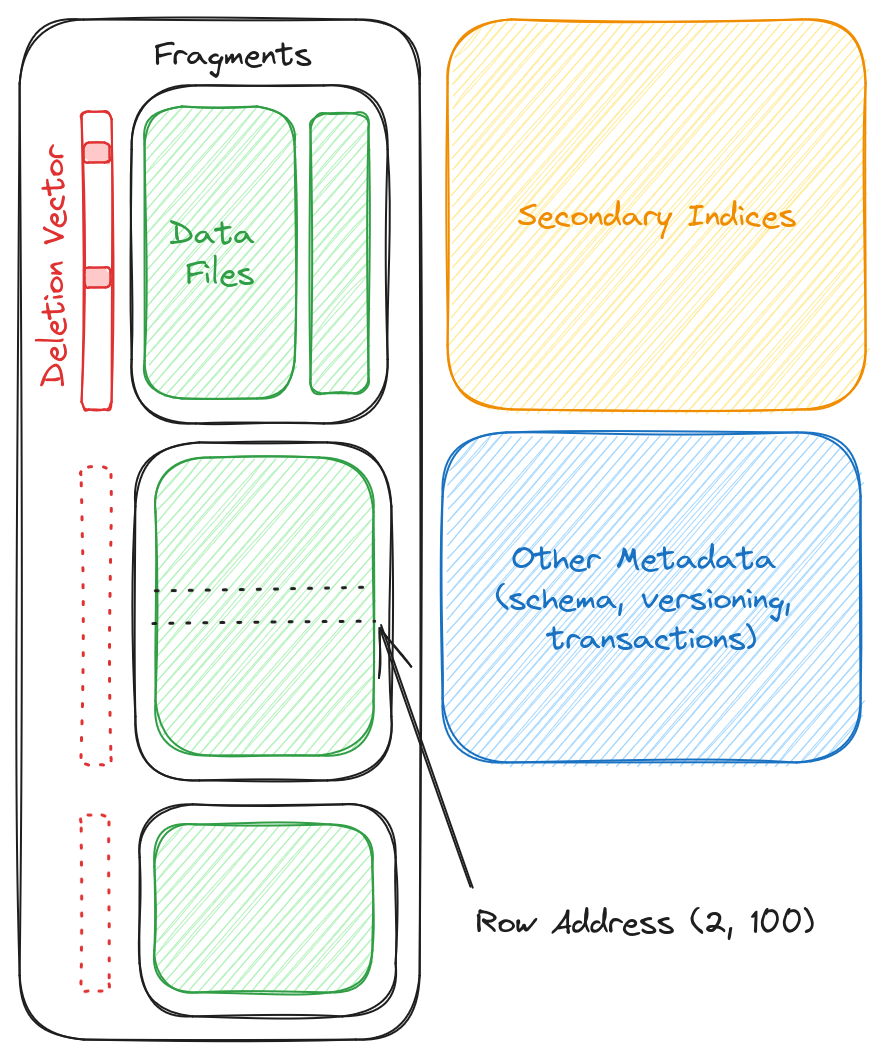 Fragments
Deletion Vector
Data
Files
Secondary Indices
Other Metadata
(schema, versioning,
transactions)
Row Address (2, 100)